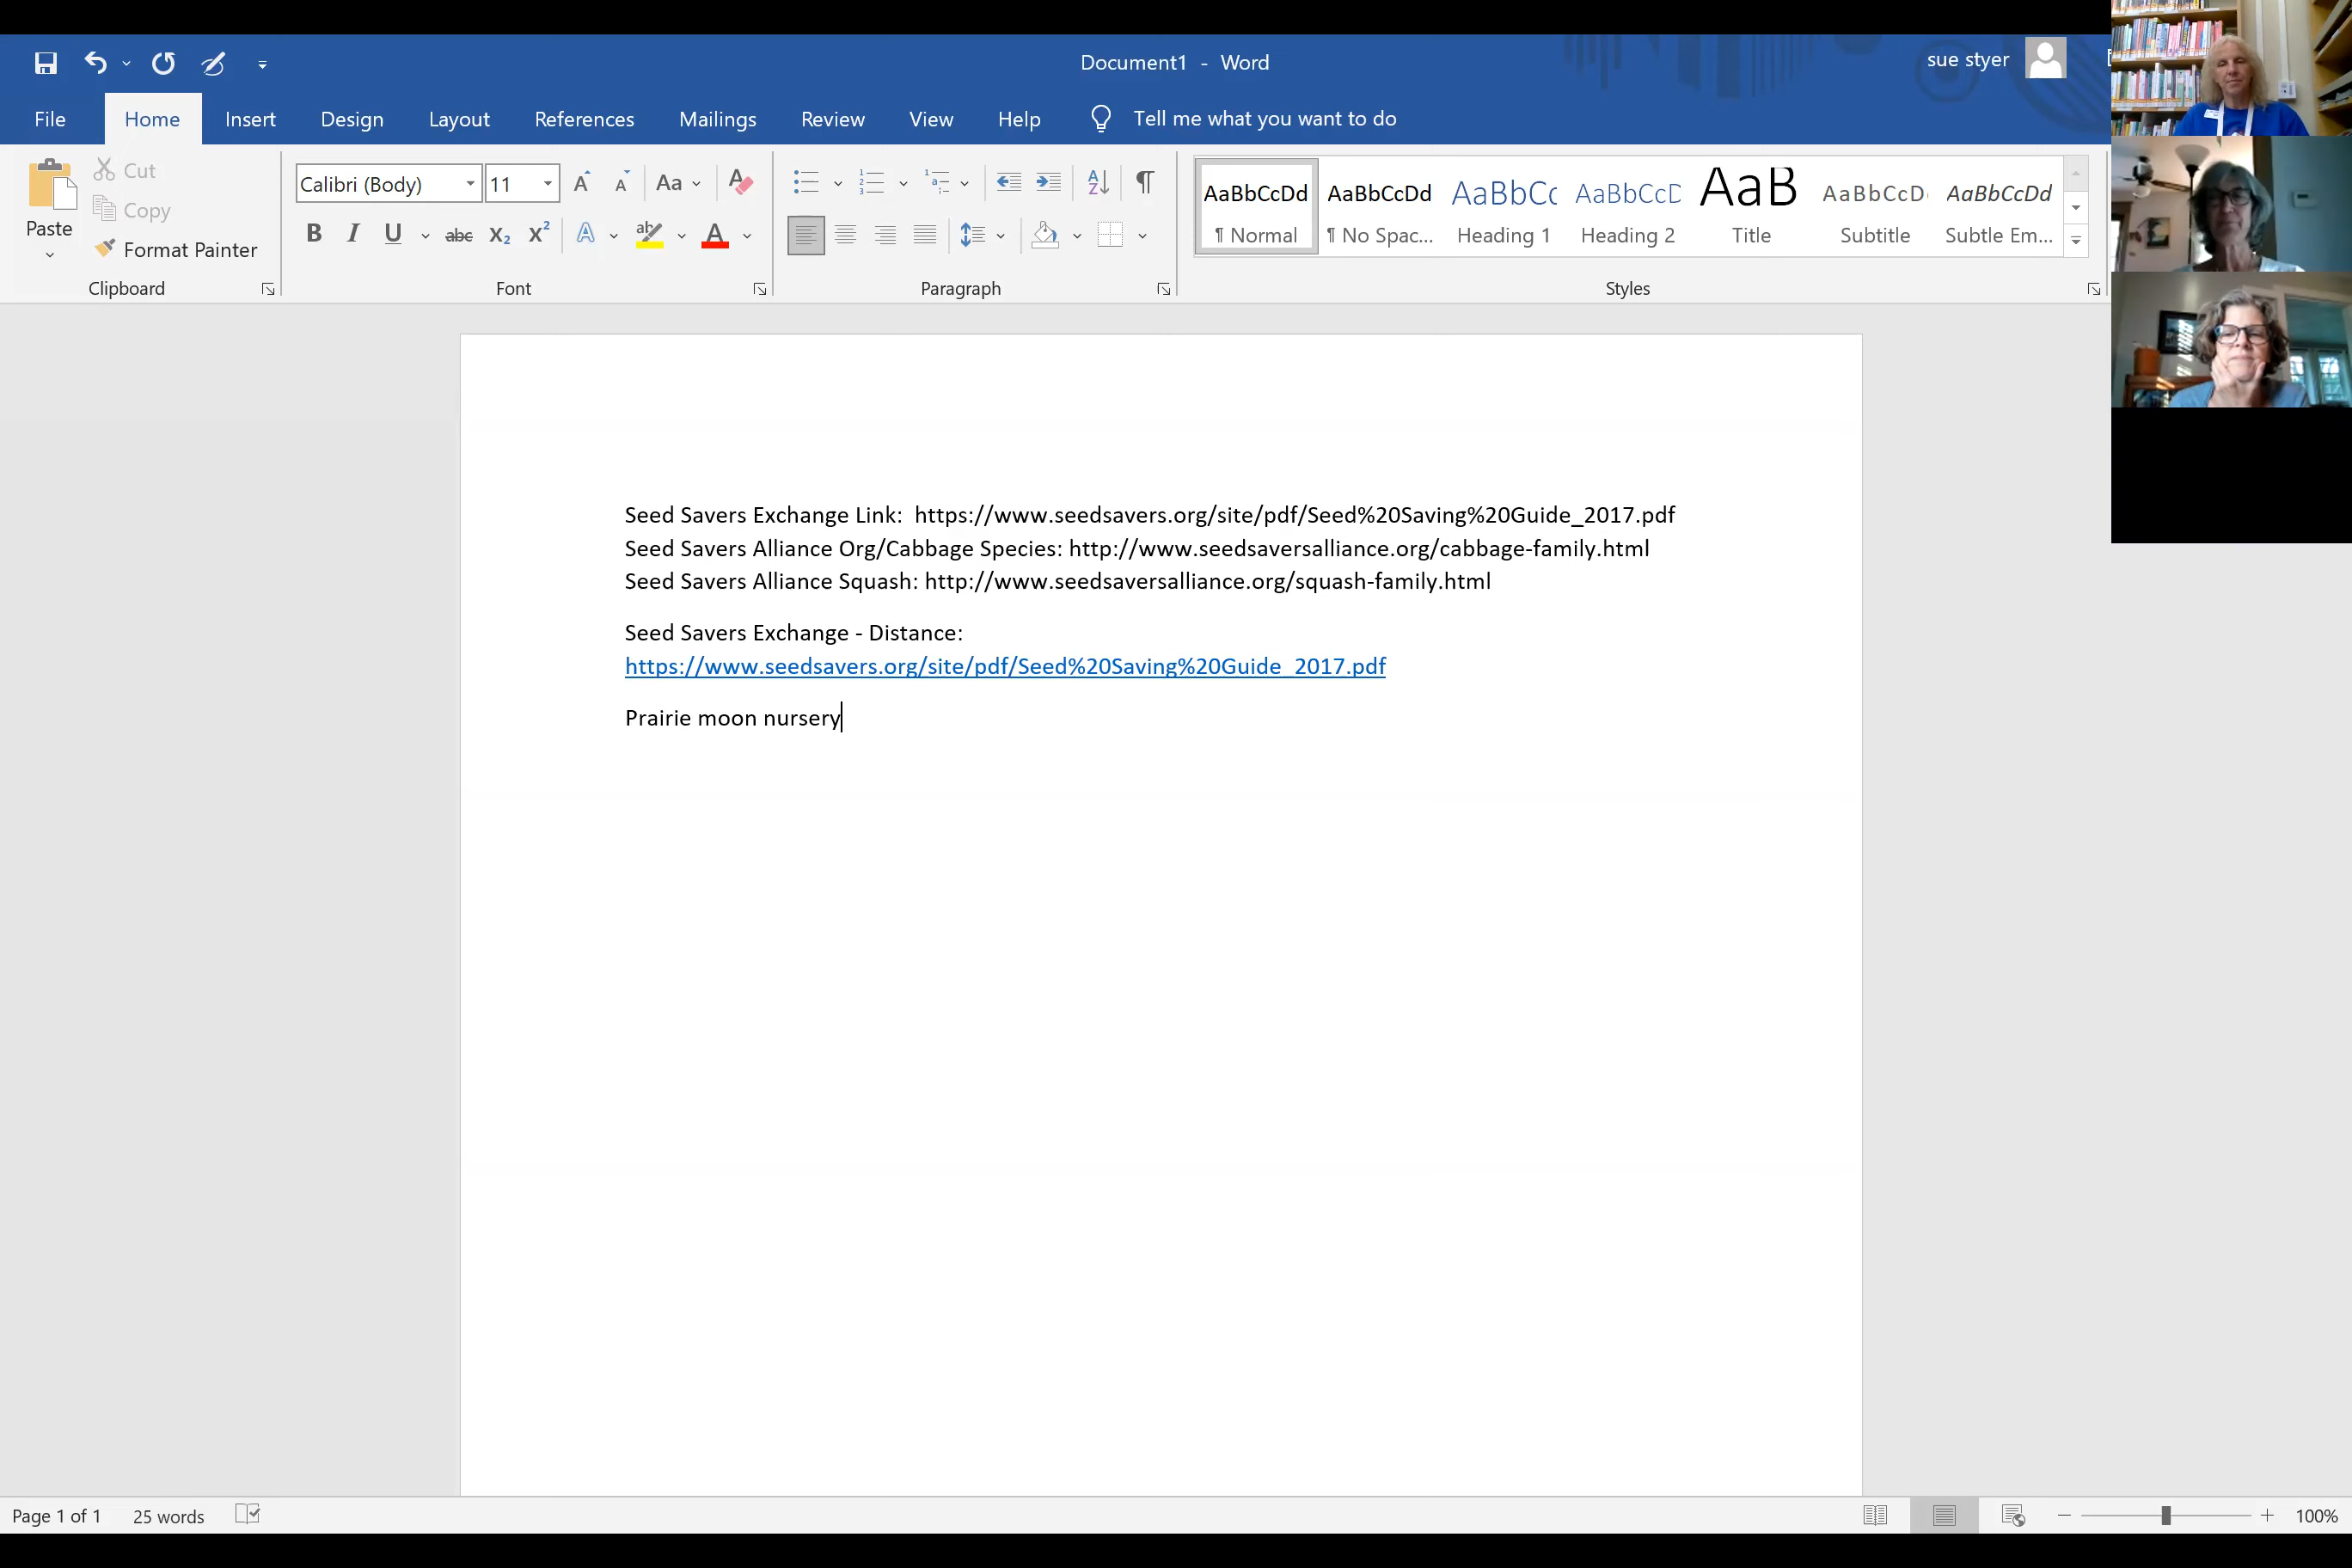 Document1 - Word
sue styer
File Home Insert Design Layout References Mailings Review View Help Tell me what you want to do
Paste
Cut
Copy
Format Painter
Clipboard
Calibri (Body) 11
Font
Paragraph
AaBbCcDd AaBbCcDd AaBbCc AaBbCcD AaB AaBbCcD AaBbCcDd
¶ Normal ¶ No Spac... Heading 1 Heading 2 Title Subtitle Subtle Em...
Styles
Seed Savers Exchange Link:  https://www.seedsavers.org/site/pdf/Seed%20Saving%20Guide_2017.pdf
Seed Savers Alliance Org/Cabbage Species: http://www.seedsaversalliance.org/cabbage-family.html
Seed Savers Alliance Squash: http://www.seedsaversalliance.org/squash-family.html
Seed Savers Exchange - Distance:
https://www.seedsavers.org/site/pdf/Seed%20Saving%20Guide_2017.pdf
Prairie moon nursery
Page 1 of 1 25 words 100%